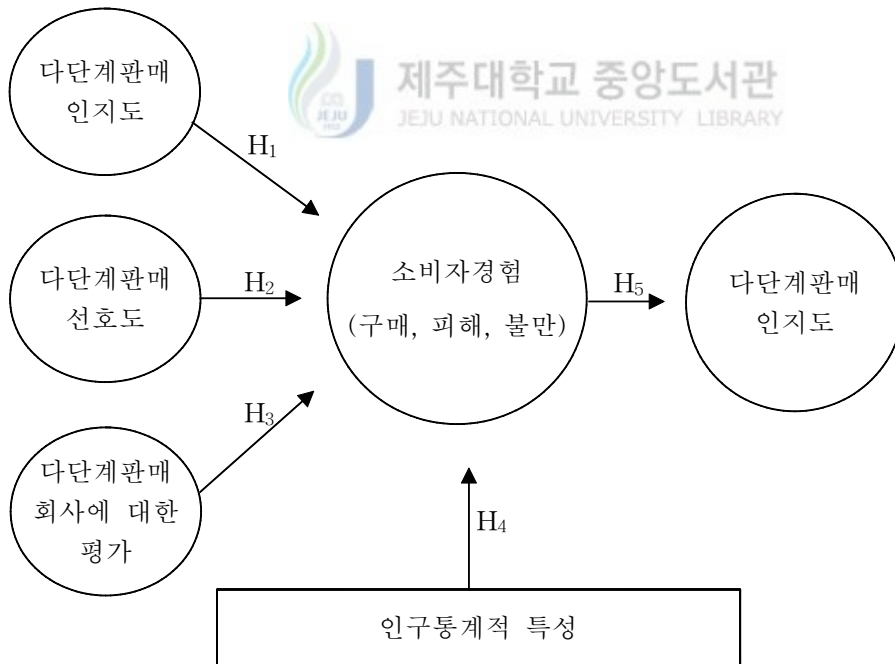 다단계판매
인지도
제주대학교 중앙도서관
JEJU NATIONAL UNIVERSITY LIBRARY
JEJU
1952
H₁
다단계판매
선호도
H₂
소비자경험
(구매, 피해, 불만)
H₅
다단계판매
인지도
H₃
다단계판매
회사에 대한
평가
H₄
인구통계적 특성